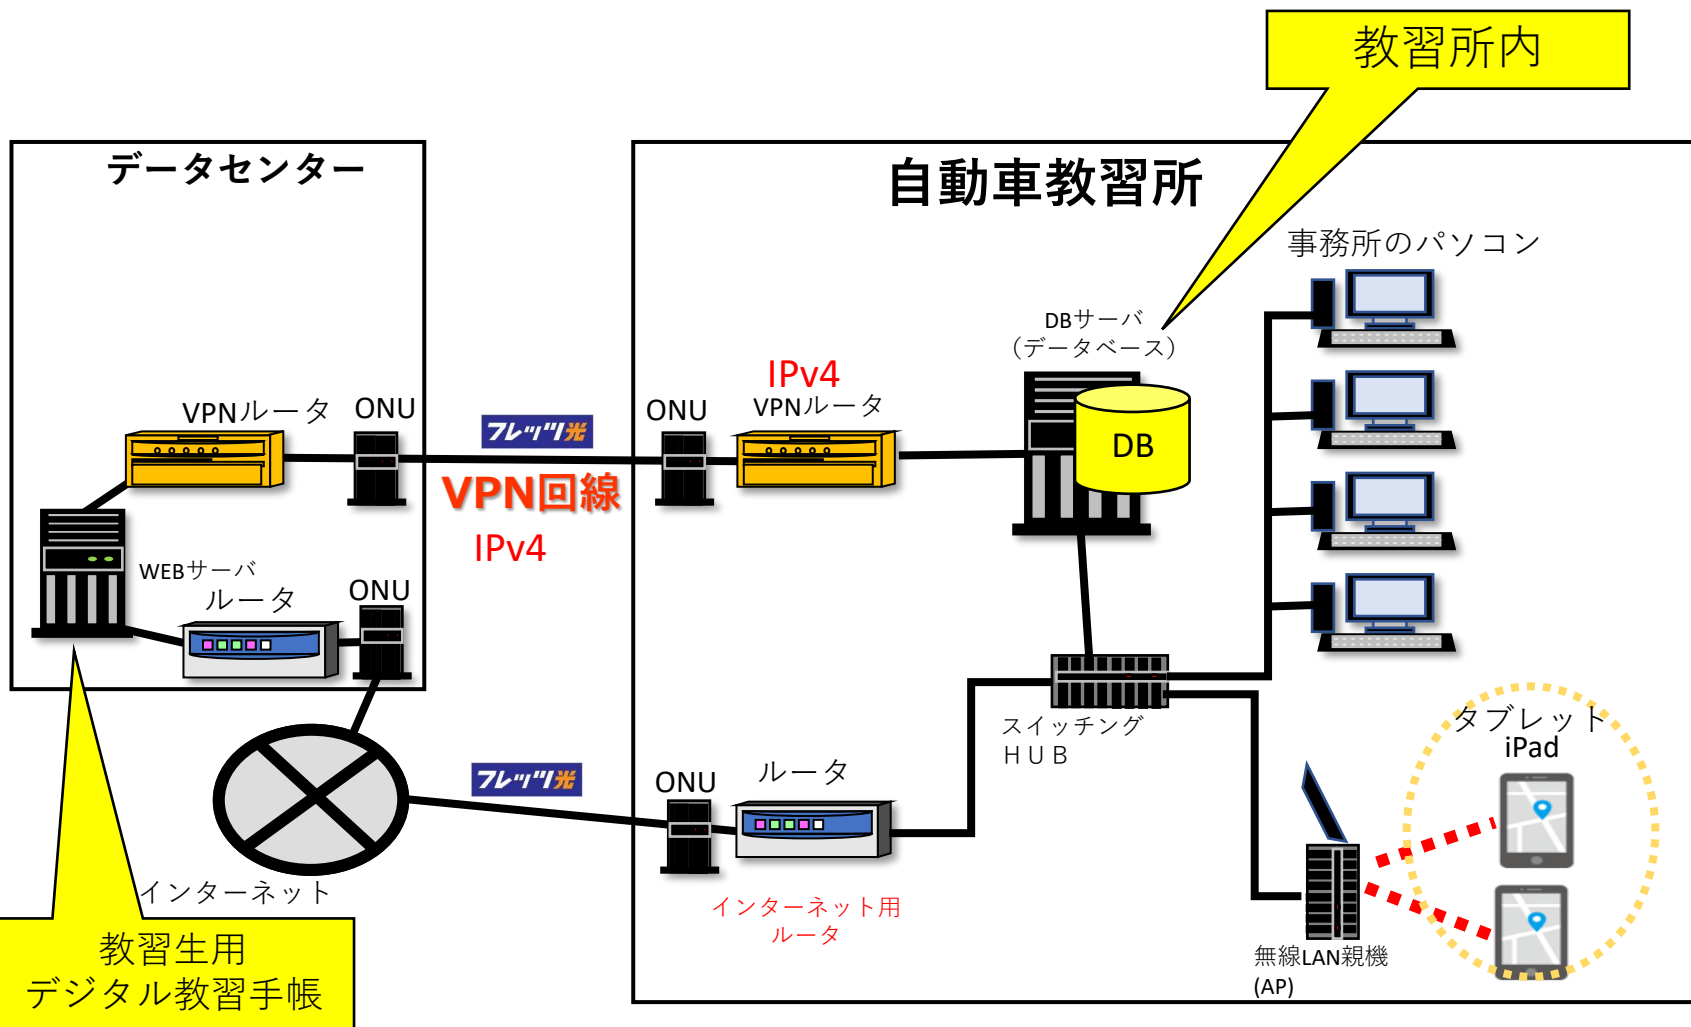 教習所内
データセンター
自動車教習所
事務所のパソコン
DBサーバ
（データベース）
IPv4
VPNルータ
ONU
フレッツ光
ONU
VPNルータ
DB
VPN回線
IPv4
WEBサーバ
ルータ
ONU
スイッチング
ＨＵＢ
タブレット
iPad
フレッツ光
ONU
ルータ
インターネット
インターネット用
ルータ
教習生用
デジタル教習手帳
無線LAN親機
(AP)